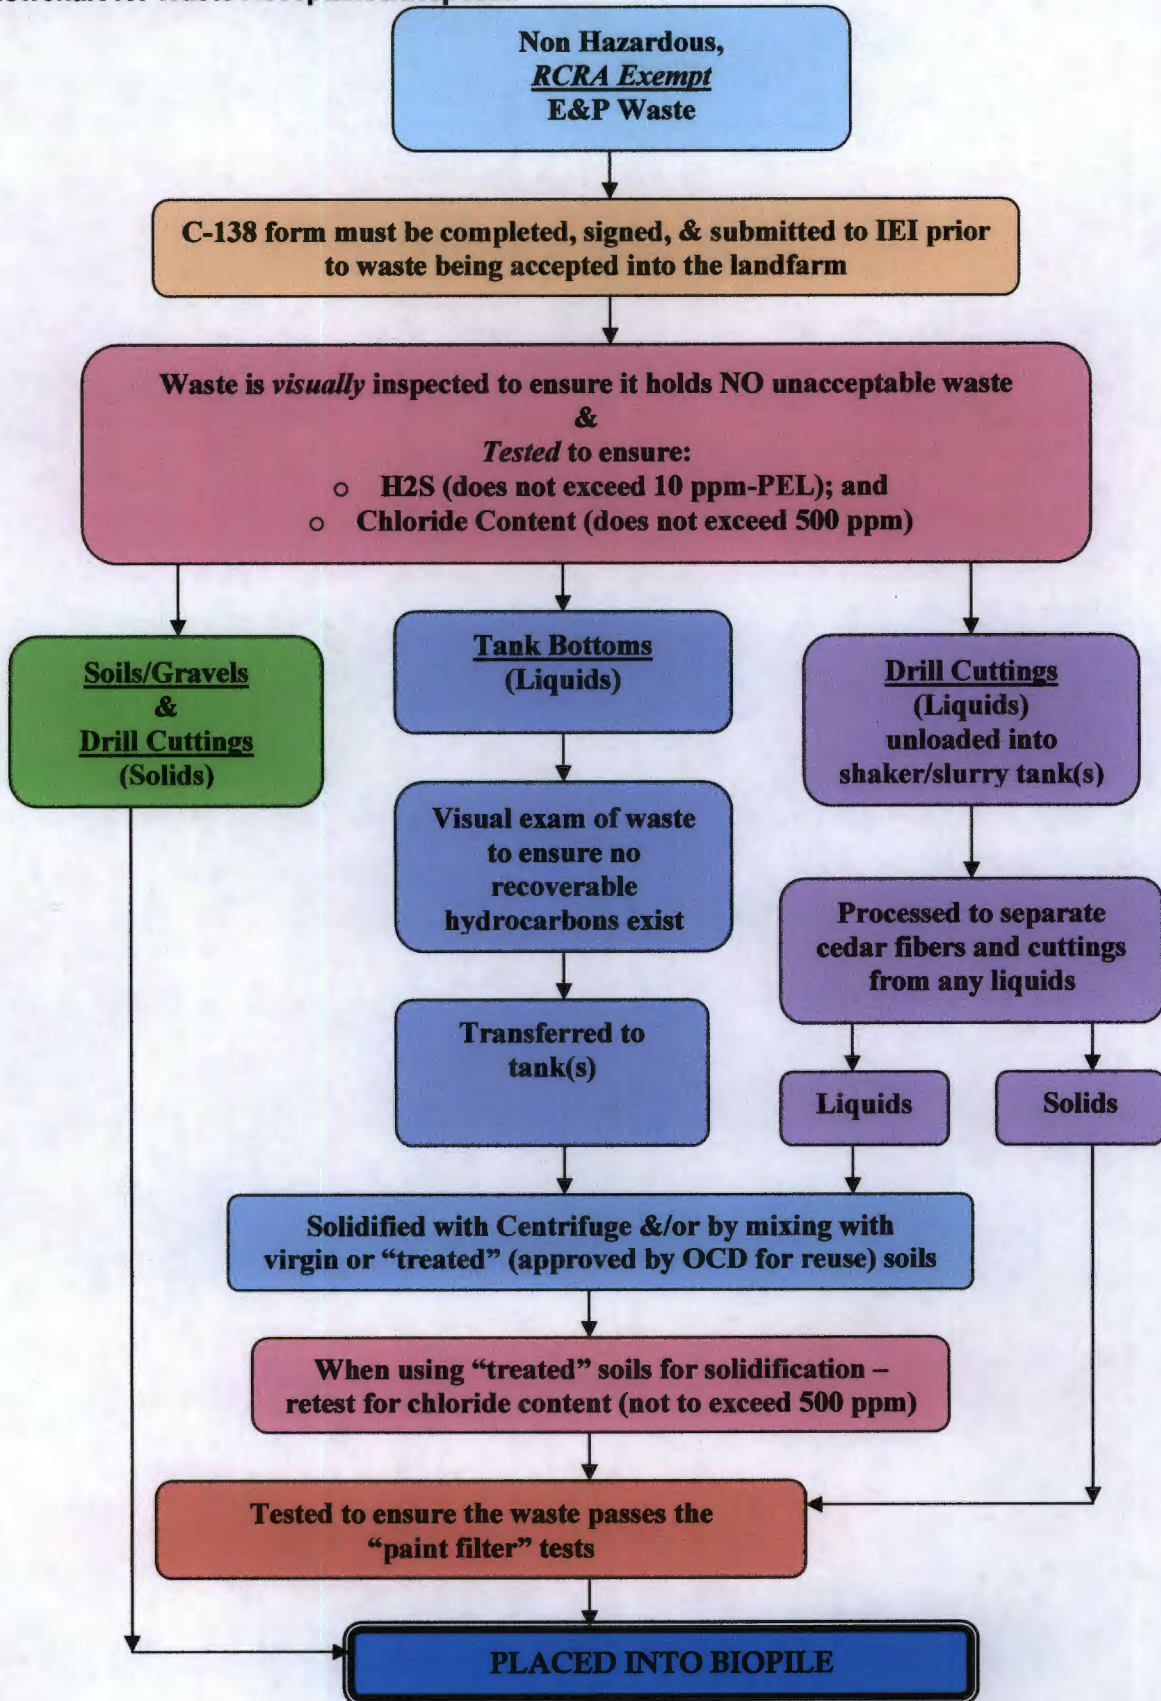 Non Hazardous,
RCRA Exempt
E&P Waste
C-138 form must be completed, signed, & submitted to IEI prior
to waste being accepted into the landfarm
Waste is visually inspected to ensure it holds NO unacceptable waste
&
Tested to ensure:
o H2S (does not exceed 10 ppm-PEL); and
o Chloride Content (does not exceed 500 ppm)
Soils/Gravels
&
Drill Cuttings
(Solids)
Tank Bottoms
(Liquids)
Drill Cuttings
(Liquids)
unloaded into
shaker/slurry tank(s)
Visual exam of waste
to ensure no
recoverable
hydrocarbons exist
Processed to separate
cedar fibers and cuttings
from any liquids
Transferred to
tank(s)
Liquids
Solids
Solidified with Centrifuge &/or by mixing with
virgin or “treated” (approved by OCD for reuse) soils
When using “treated” soils for solidification –
retest for chloride content (not to exceed 500 ppm)
Tested to ensure the waste passes the
“paint filter” tests
PLACED INTO BIOPILE